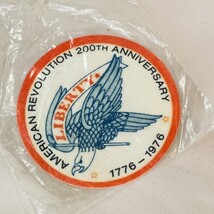 AMERICAN REVOLUTION 200TH ANNIVERSARY
LIBERTY
1776-1976